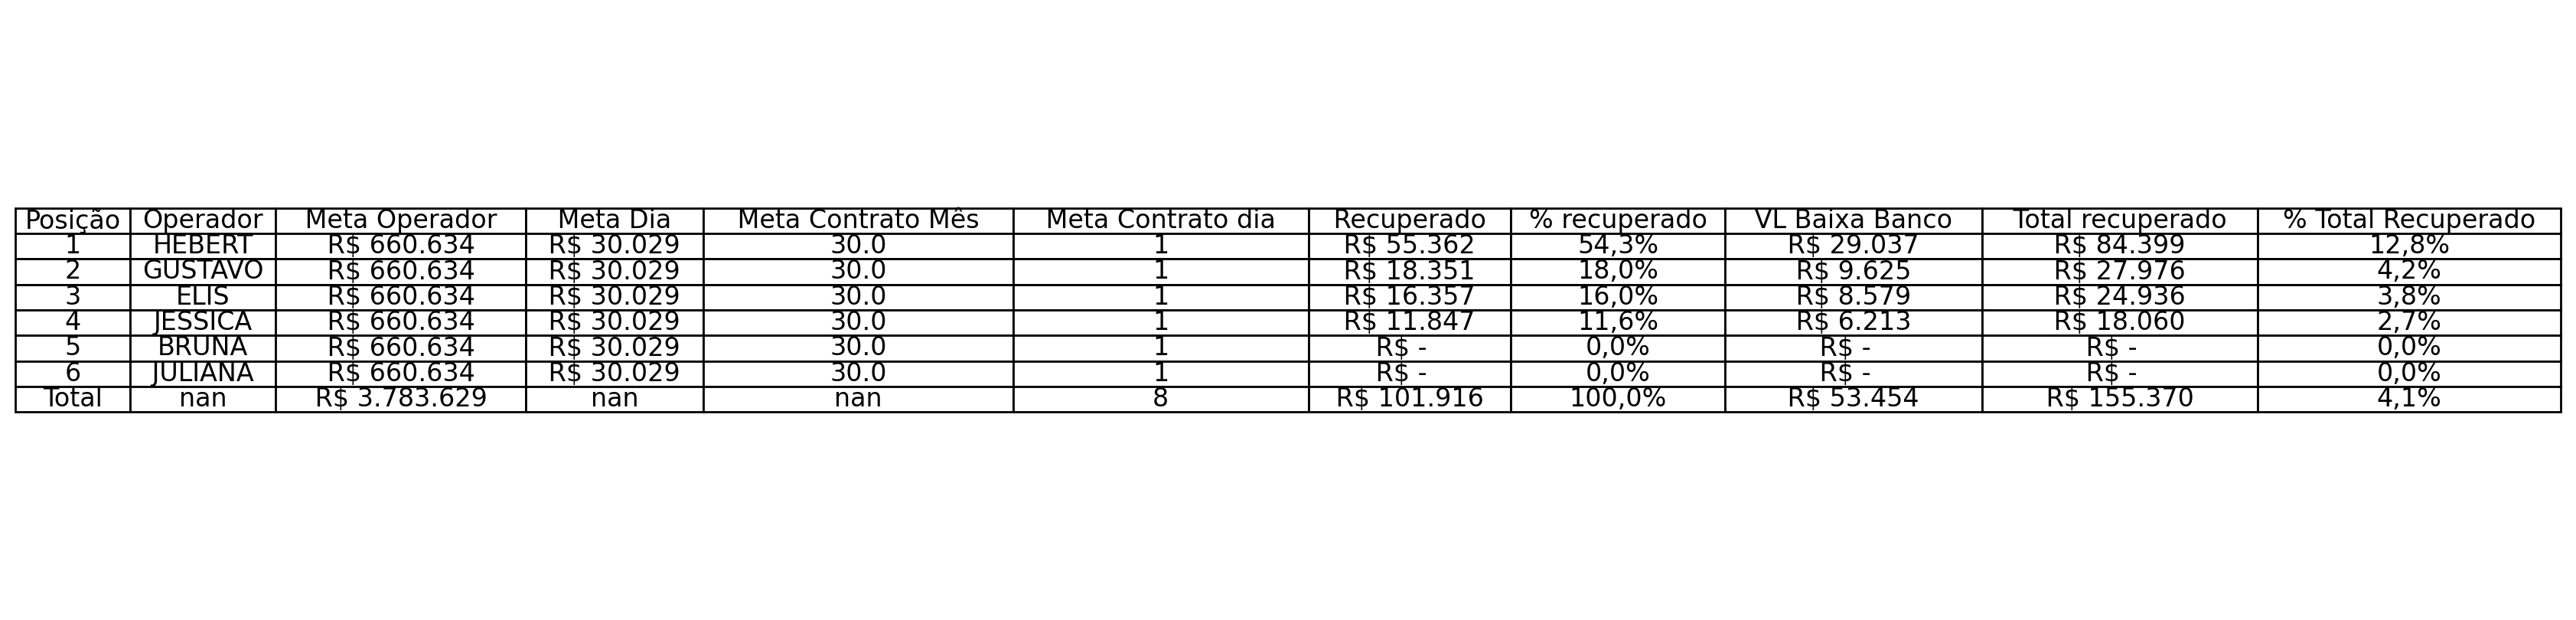 Posição Operador Meta Operador Meta Dia Meta Contrato Mês Meta Contrato dia Recuperado % recuperado VL Baixa Banco Total recuperado % Total Recuperado
1 HEBERT R$ 660.634 R$ 30.029 30.0 1 R$ 55.362 54,3% R$ 29.037 R$ 84.399 12,8%
2 GUSTAVO R$ 660.634 R$ 30.029 30.0 1 R$ 18.351 18,0% R$ 9.625 R$ 27.976 4,2%
3 ELIS R$ 660.634 R$ 30.029 30.0 1 R$ 16.357 16,0% R$ 8.579 R$ 24.936 3,8%
4 JESSICA R$ 660.634 R$ 30.029 30.0 1 R$ 11.847 11,6% R$ 6.213 R$ 18.060 2,7%
5 BRUNA R$ 660.634 R$ 30.029 30.0 1 R$ - 0,0% R$ - R$ - 0,0%
6 JULIANA R$ 660.634 R$ 30.029 30.0 1 R$ - 0,0% R$ - R$ - 0,0%
Total nan R$ 3.783.629 nan nan 8 R$ 101.916 100,0% R$ 53.454 R$ 155.370 4,1%